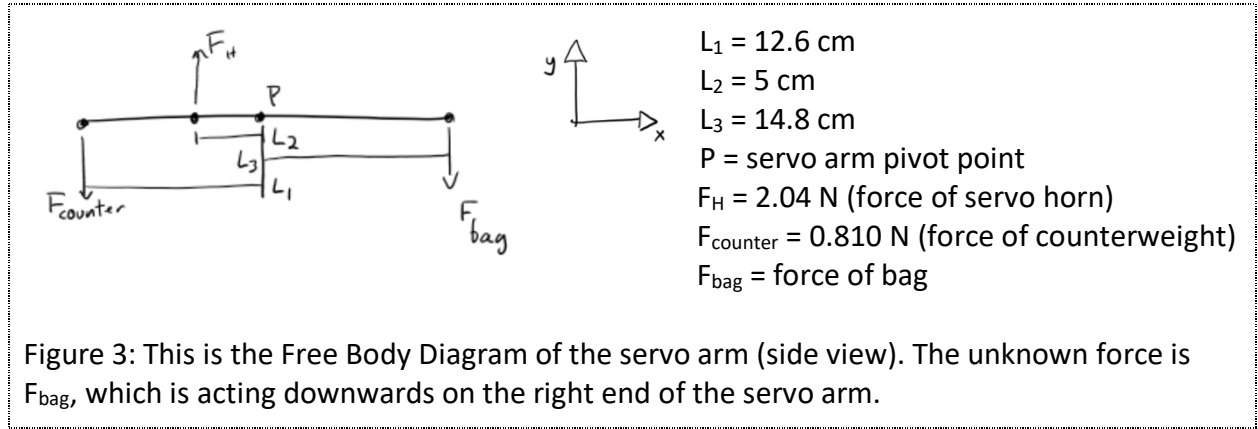 F_H
P
L₂
L₃
L₁
F_counter
F_bag
y
x
L₁ = 12.6 cm
L₂ = 5 cm
L₃ = 14.8 cm
P = servo arm pivot point
F_H = 2.04 N (force of servo horn)
F_counter = 0.810 N (force of counterweight)
F_bag = force of bag
Figure 3: This is the Free Body Diagram of the servo arm (side view). The unknown force is
F_bag, which is acting downwards on the right end of the servo arm.